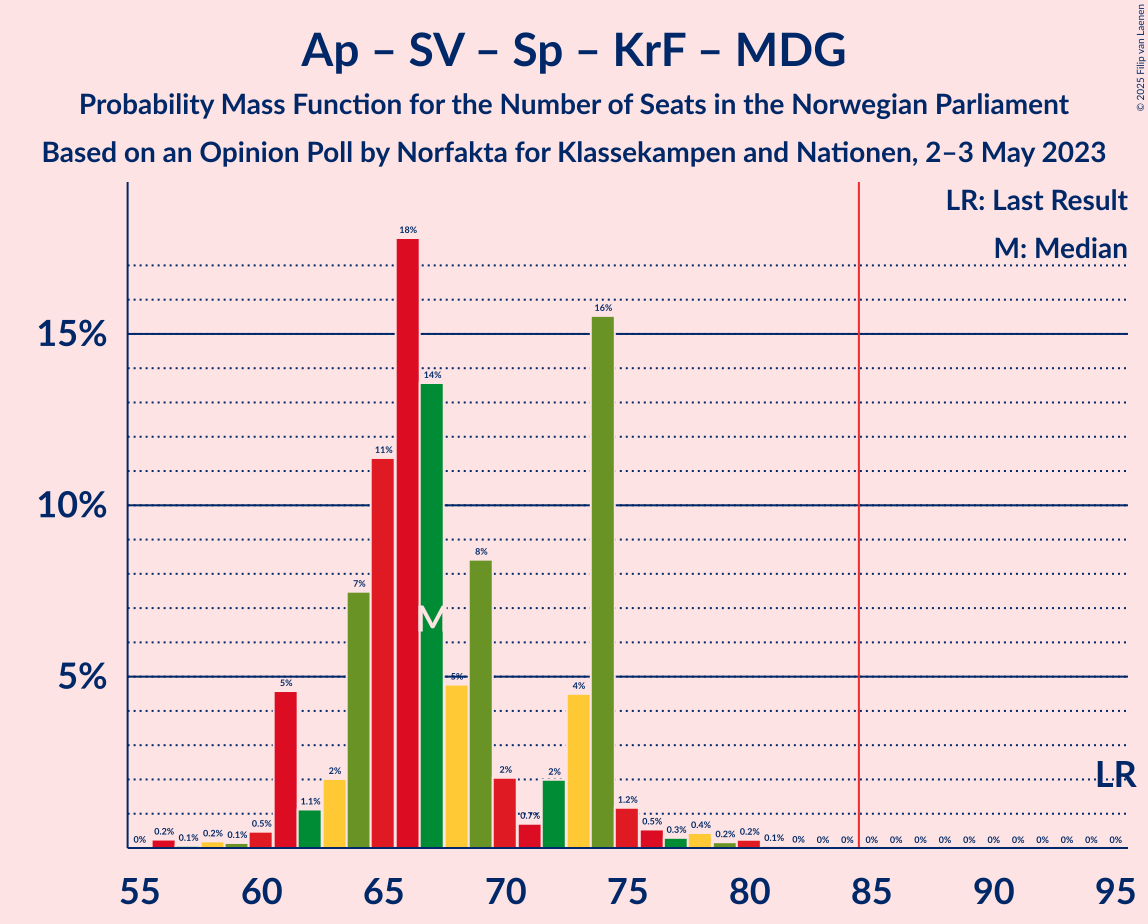 Ap – SV – Sp – KrF – MDG
Probability Mass Function for the Number of Seats in the Norwegian Parliament
Based on an Opinion Poll by Norfakta for Klassekampen and Nationen, 2–3 May 2023
© 2025 Filip van Laenen
LR: Last Result
M: Median
15%
10%
5%
0% 0.2% 0.1% 0.2% 0.1% 0.5% 5% 1.1% 2% 7% 11% 18% 14% 5% 8% 2% 0.7% 2% 4% 16% 1.2% 0.5% 0.3% 0.4% 0.2% 0.2% 0.1% 0% 0% 0% 0% 0% 0% 0% 0% 0% 0% 0% 0% 0% 0%
M
LR
55 60 65 70 75 80 85 90 95